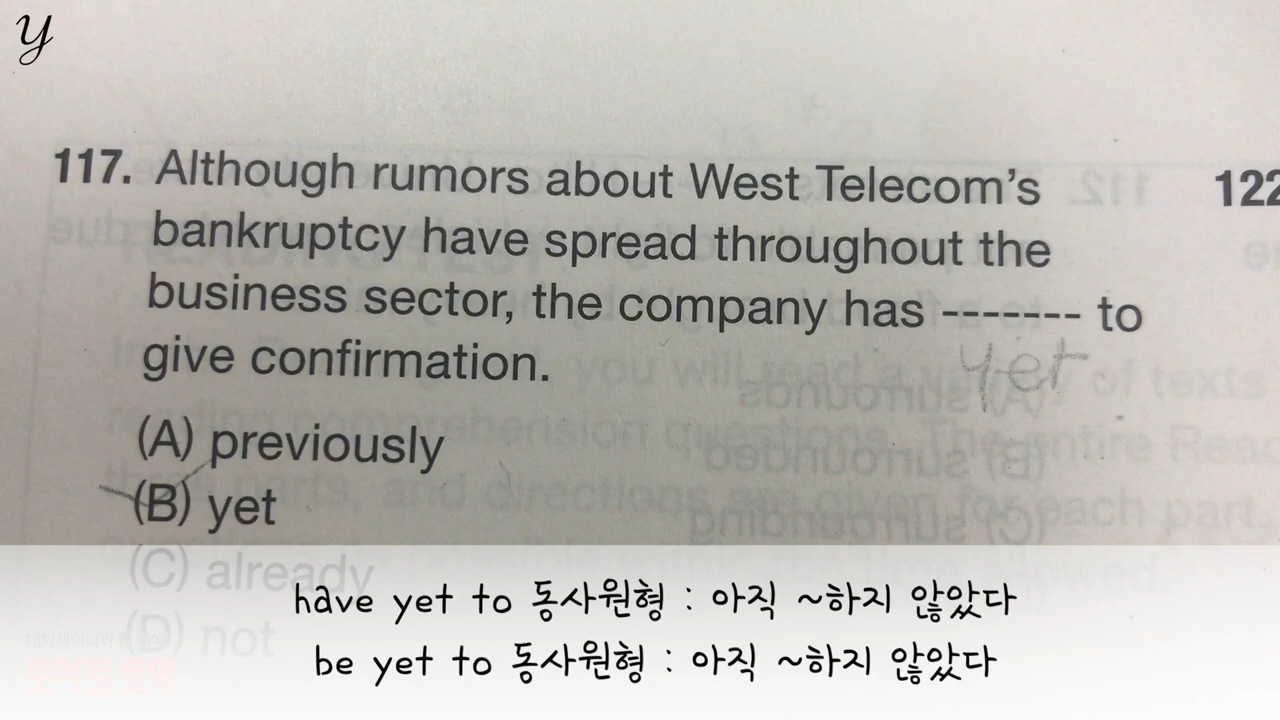 y
117. Although rumors about West Telecom's
bankruptcy have spread throughout the
business sector, the company has ------- to
give confirmation.
yet
(A) previously
(B) yet
(C) already
(D) not
122
have yet to 동사원형 : 아직 ~하지 않았다
be yet to 동사원형 : 아직 ~하지 않았다